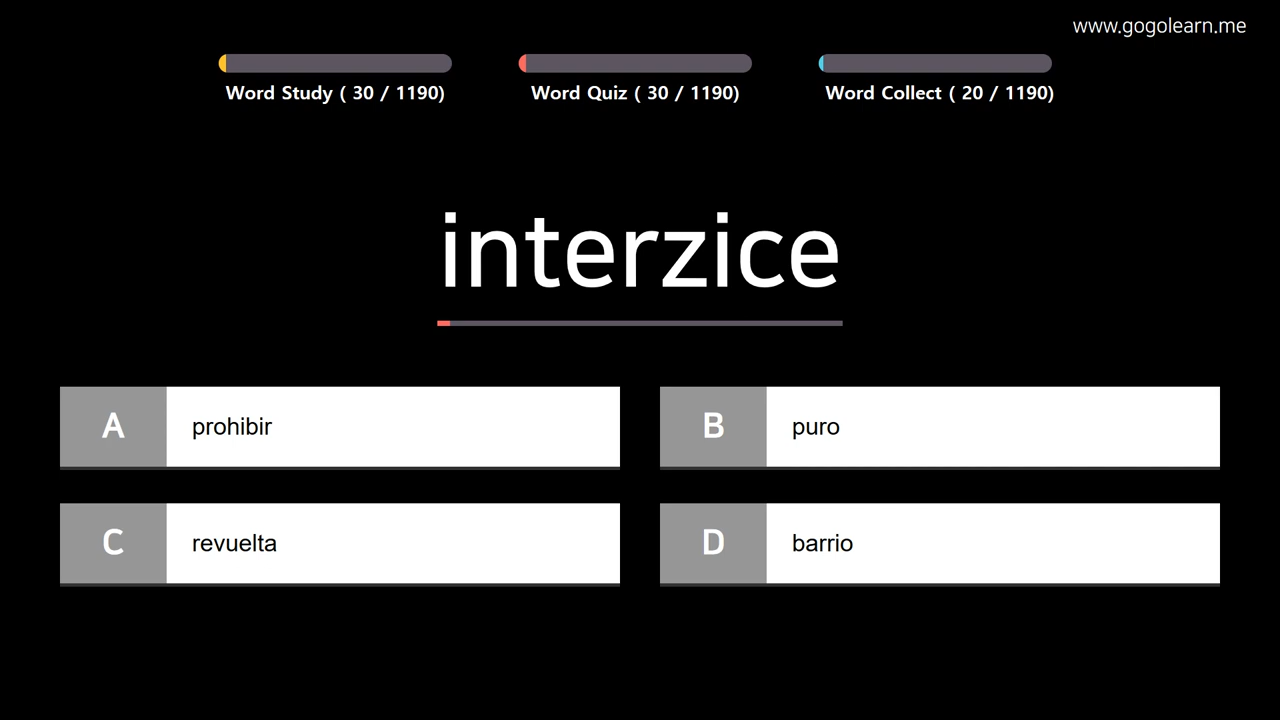 www.gogolearn.me
Word Study ( 30 / 1190)
Word Quiz ( 30 / 1190)
Word Collect ( 20 / 1190)
interzice
A prohibir
B puro
C revuelta
D barrio